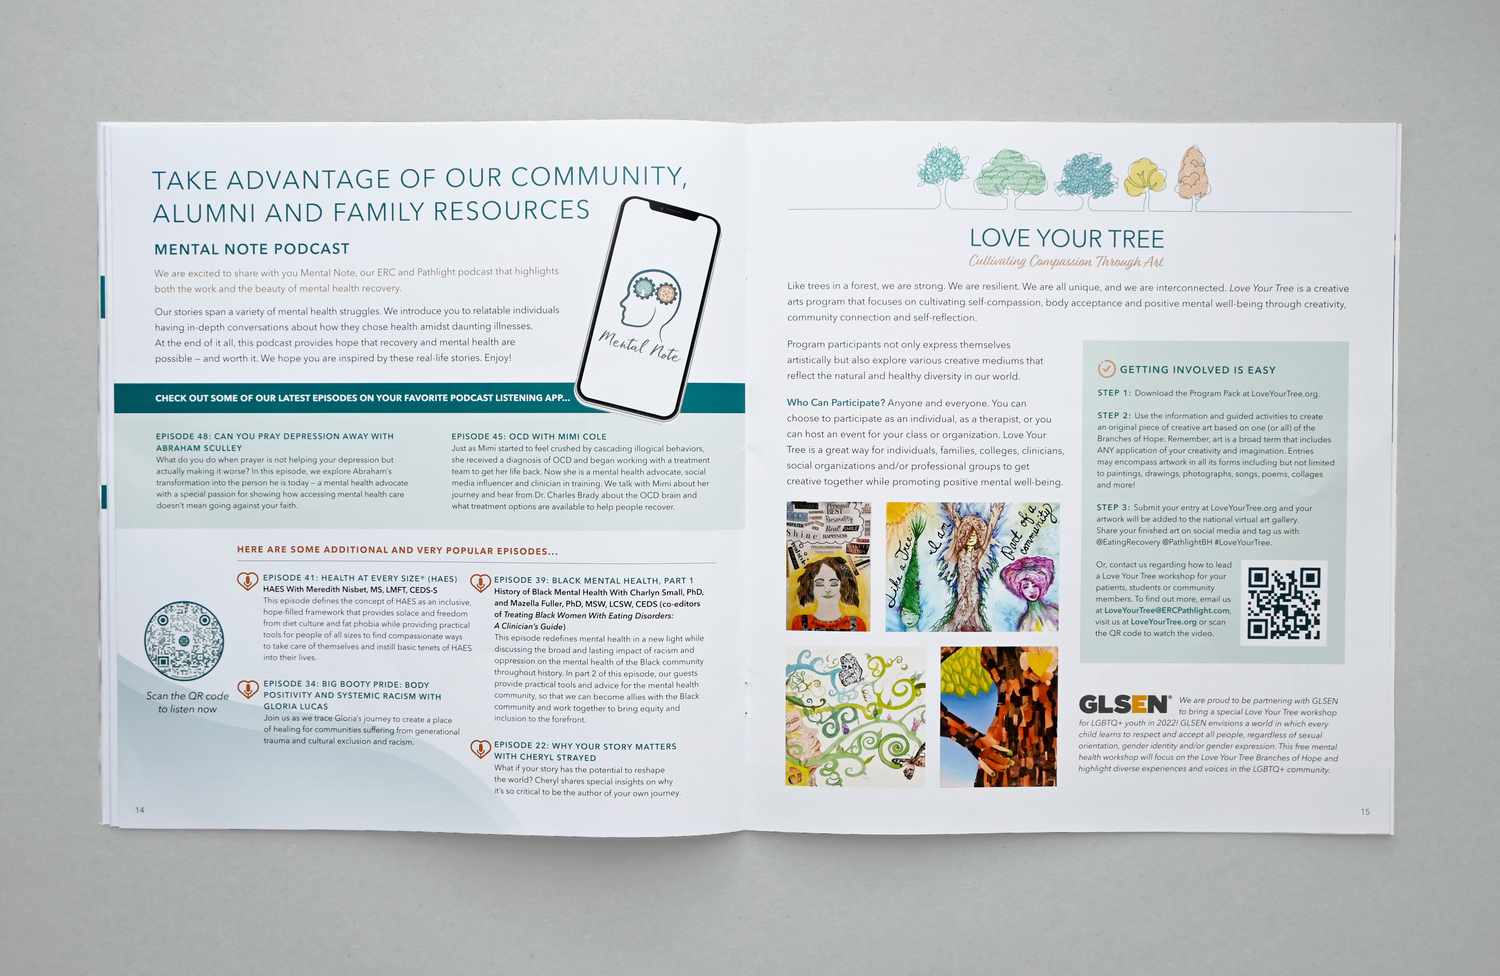 TAKE ADVANTAGE OF OUR COMMUNITY,
ALUMNI AND FAMILY RESOURCES
MENTAL NOTE PODCAST
We are excited to share with you Mental Note, our ERC and Pathlight podcast that highlights
both the work and the beauty of mental health recovery.
Our stories span a variety of mental health struggles. We introduce you to relatable individuals
having in-depth conversations about how they chose health amidst daunting illnesses.
At the end of it all, this podcast provides hope that recovery and mental health are
possible – and worth it. We hope you are inspired by these real-life stories. Enjoy!
Mental Note
CHECK OUT SOME OF OUR LATEST EPISODES ON YOUR FAVORITE PODCAST LISTENING APP...
EPISODE 48: CAN YOU PRAY DEPRESSION AWAY WITH
ABRAHAM SCULLEY
What do you do when prayer is not helping your depression but
actually making it worse? In this episode, we explore Abraham's
transformation into the person he is today – a mental health advocate
with a special passion for showing how accessing mental health care
doesn't mean going against your faith.
EPISODE 45: OCD WITH MIMI COLE
Just as Mimi started to feel crushed by cascading illogical behaviors,
she received a diagnosis of OCD and began working with a treatment
team to get her life back. Now she is a mental health advocate, social
media influencer and clinician in training. We talk with Mimi about her
journey and hear from Dr. Charles Brady about the OCD brain and
what treatment options are available to help people recover.
HERE ARE SOME ADDITIONAL AND VERY POPULAR EPISODES...
Scan the QR code
to listen now
EPISODE 41: HEALTH AT EVERY SIZE® (HAES)
HAES With Meredith Nisbet, MS, LMFT, CEDS-S
This episode defines the concept of HAES as an inclusive,
hope-filled framework that provides solace and freedom
from diet culture and fat phobia while providing practical
tools for people of all sizes to find compassionate ways
to take care of themselves and instill basic tenets of HAES
into their lives.
EPISODE 34: BIG BOOTY PRIDE: BODY
POSITIVITY AND SYSTEMIC RACISM WITH
GLORIA LUCAS
Join us as we trace Gloria's journey to create a place
of healing for communities suffering from generational
trauma and cultural exclusion and racism.
EPISODE 39: BLACK MENTAL HEALTH, PART 1
History of Black Mental Health With Charlyn Small, PhD,
and Mazella Fuller, PhD, MSW, LCSW, CEDS (co-editors
of Treating Black Women With Eating Disorders:
A Clinician's Guide)
This episode redefines mental health in a new light while
discussing the broad and lasting impact of racism and
oppression on the mental health of the Black community
throughout history. In part 2 of this episode, our guests
provide practical tools and advice for the mental health
community, so that we can become allies with the Black
community and work together to bring equity and
inclusion to the forefront.
EPISODE 22: WHY YOUR STORY MATTERS
WITH CHERYL STRAYED
What if your story has the potential to reshape
the world? Cheryl shares special insights on why
it's so critical to be the author of your own journey.
14
LOVE YOUR TREE
Cultivating Compassion Through Art
Like trees in a forest, we are strong. We are resilient. We are all unique, and we are interconnected. Love Your Tree is a creative
arts program that focuses on cultivating self-compassion, body acceptance and positive mental well-being through creativity,
community connection and self-reflection.
Program participants not only express themselves
artistically but also explore various creative mediums that
reflect the natural and healthy diversity in our world.
Who Can Participate? Anyone and everyone. You can
choose to participate as an individual, as a therapist, or you
can host an event for your class or organization. Love Your
Tree is a great way for individuals, families, colleges, clinicians,
social organizations and/or professional groups to get
creative together while promoting positive mental well-being.
Personal
BEST
Personality
Real SMILE
Shine HAPPINESS
Like a Tree:
I am
Part of a
community
GETTING INVOLVED IS EASY
STEP 1: Download the Program Pack at LoveYourTree.org.
STEP 2: Use the information and guided activities to create
an original piece of creative art based on one (or all) of the
Branches of Hope. Remember, art is a broad term that includes
ANY application of your creativity and imagination. Entries
may encompass artwork in all its forms including but not limited
to paintings, drawings, photographs, songs, poems, collages
and more!
STEP 3: Submit your entry at LoveYourTree.org and your
artwork will be added to the national virtual art gallery.
Share your finished art on social media and tag us with
@EatingRecovery @PathlightBH #LoveYourTree.
Or, contact us regarding how to lead
a Love Your Tree workshop for your
patients, students or community
members. To find out more, email us
at LoveYourTree@ERCPathlight.com,
visit us at LoveYourTree.org or scan
the QR code to watch the video.
GLSEN®
We are proud to be partnering with GLSEN
to bring a special Love Your Tree workshop
for LGBTQ+ youth in 2022! GLSEN envisions a world in which every
child learns to respect and accept all people, regardless of sexual
orientation, gender identity and/or gender expression. This free mental
health workshop will focus on the Love Your Tree Branches of Hope and
highlight diverse experiences and voices in the LGBTQ+ community.
15